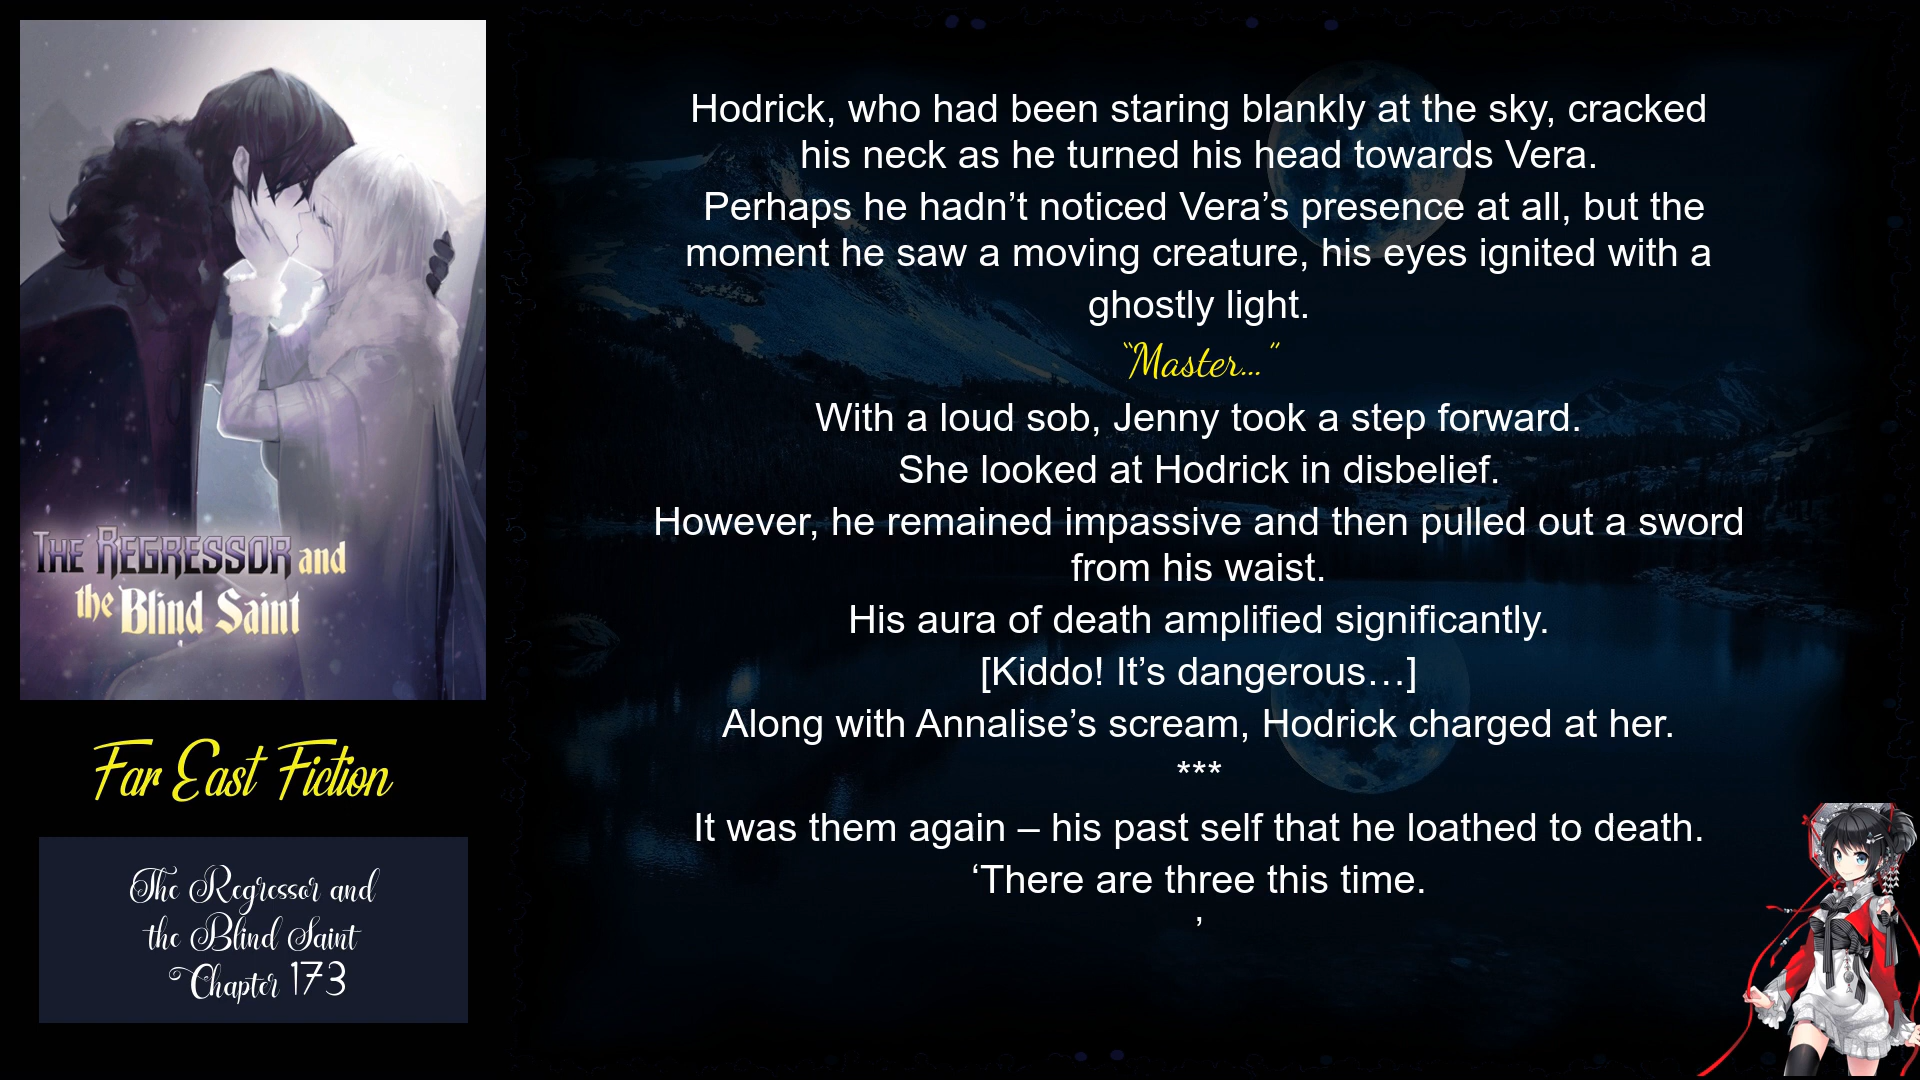 THE REGRESSOR and
the Blind Saint
Far East Fiction
The Regressor and
the Blind Saint
Chapter 173
Hodrick, who had been staring blankly at the sky, cracked
his neck as he turned his head towards Vera.
Perhaps he hadn’t noticed Vera’s presence at all, but the
moment he saw a moving creature, his eyes ignited with a
ghostly light.
“Master…”
With a loud sob, Jenny took a step forward.
She looked at Hodrick in disbelief.
However, he remained impassive and then pulled out a sword
from his waist.
His aura of death amplified significantly.
[Kiddo! It’s dangerous…]
Along with Annalise’s scream, Hodrick charged at her.
***
It was them again – his past self that he loathed to death.
‘There are three this time.
’